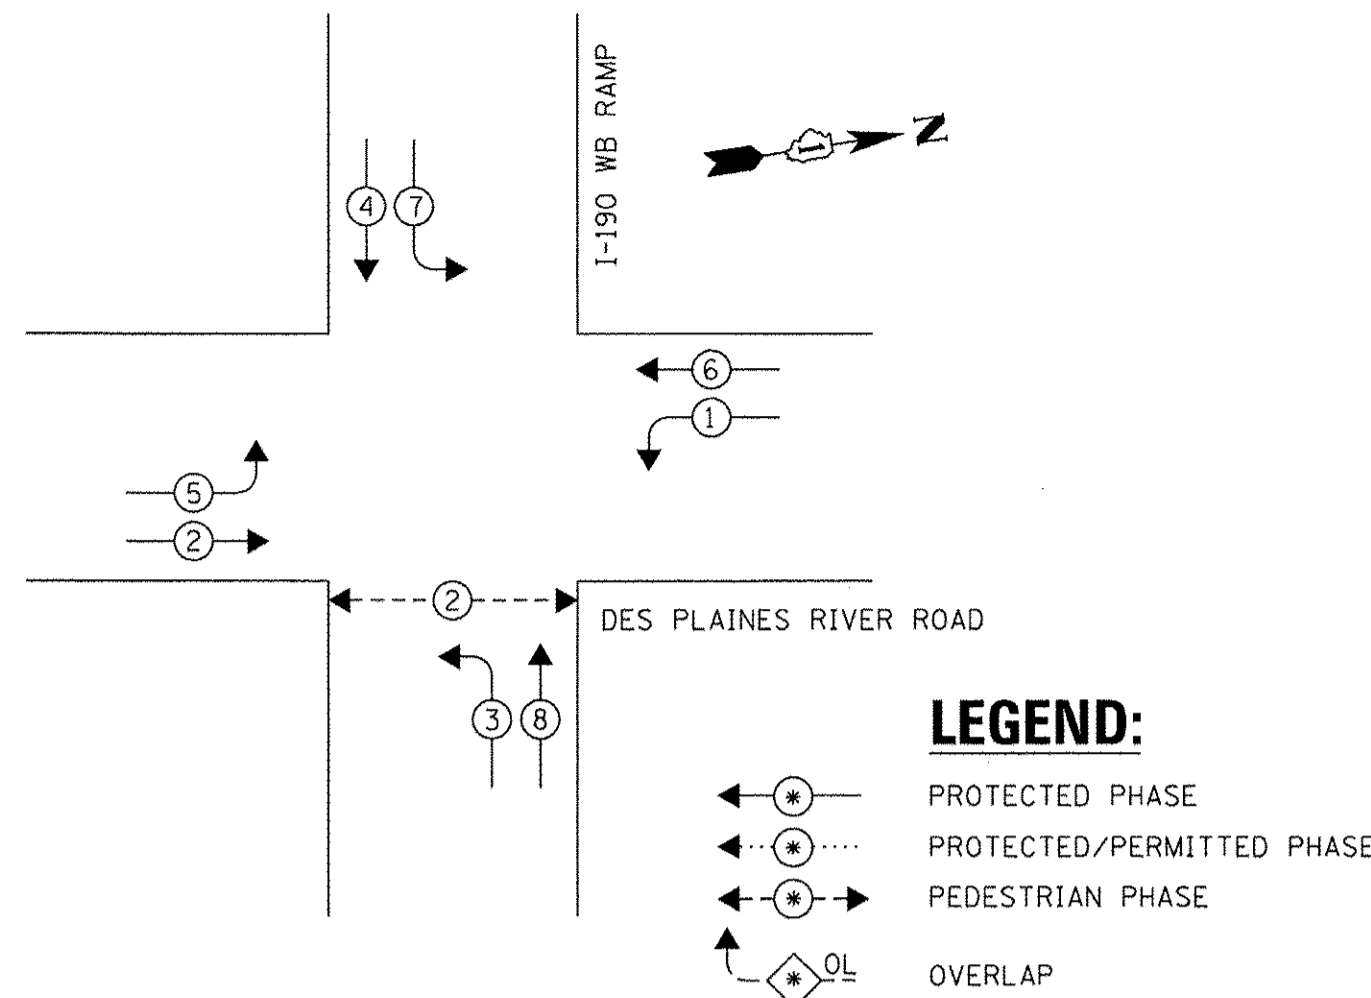 I-190 WB RAMP
N
1
4 7
6
1
5
2
2
DES PLAINES RIVER ROAD
3 8
LEGEND:
* PROTECTED PHASE
* PROTECTED/PERMITTED PHASE
* PEDESTRIAN PHASE
* OL OVERLAP